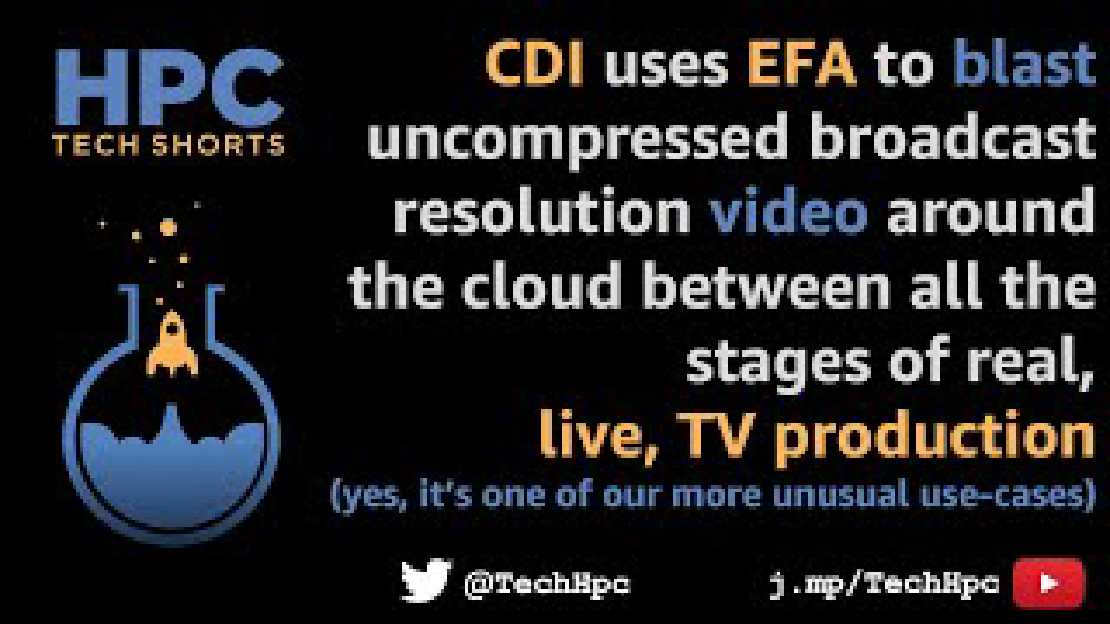 HPC
TECH SHORTS
CDI uses EFA to blast
uncompressed broadcast
resolution video around
the cloud between all the
stages of real,
live, TV production
(yes, it's one of our more unusual use-cases)
@TechHpc
j.mp/TechHpc